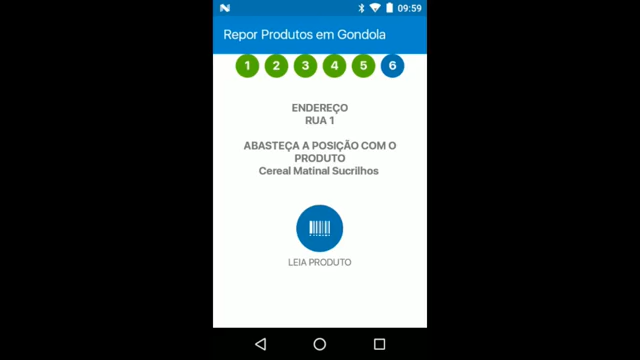 09:59
Repor Produtos em Gondola
1 2 3 4 5 6
ENDEREÇO
RUA 1
ABASTEÇA A POSIÇÃO COM O
PRODUTO
Cereal Matinal Sucrilhos
LEIA PRODUTO